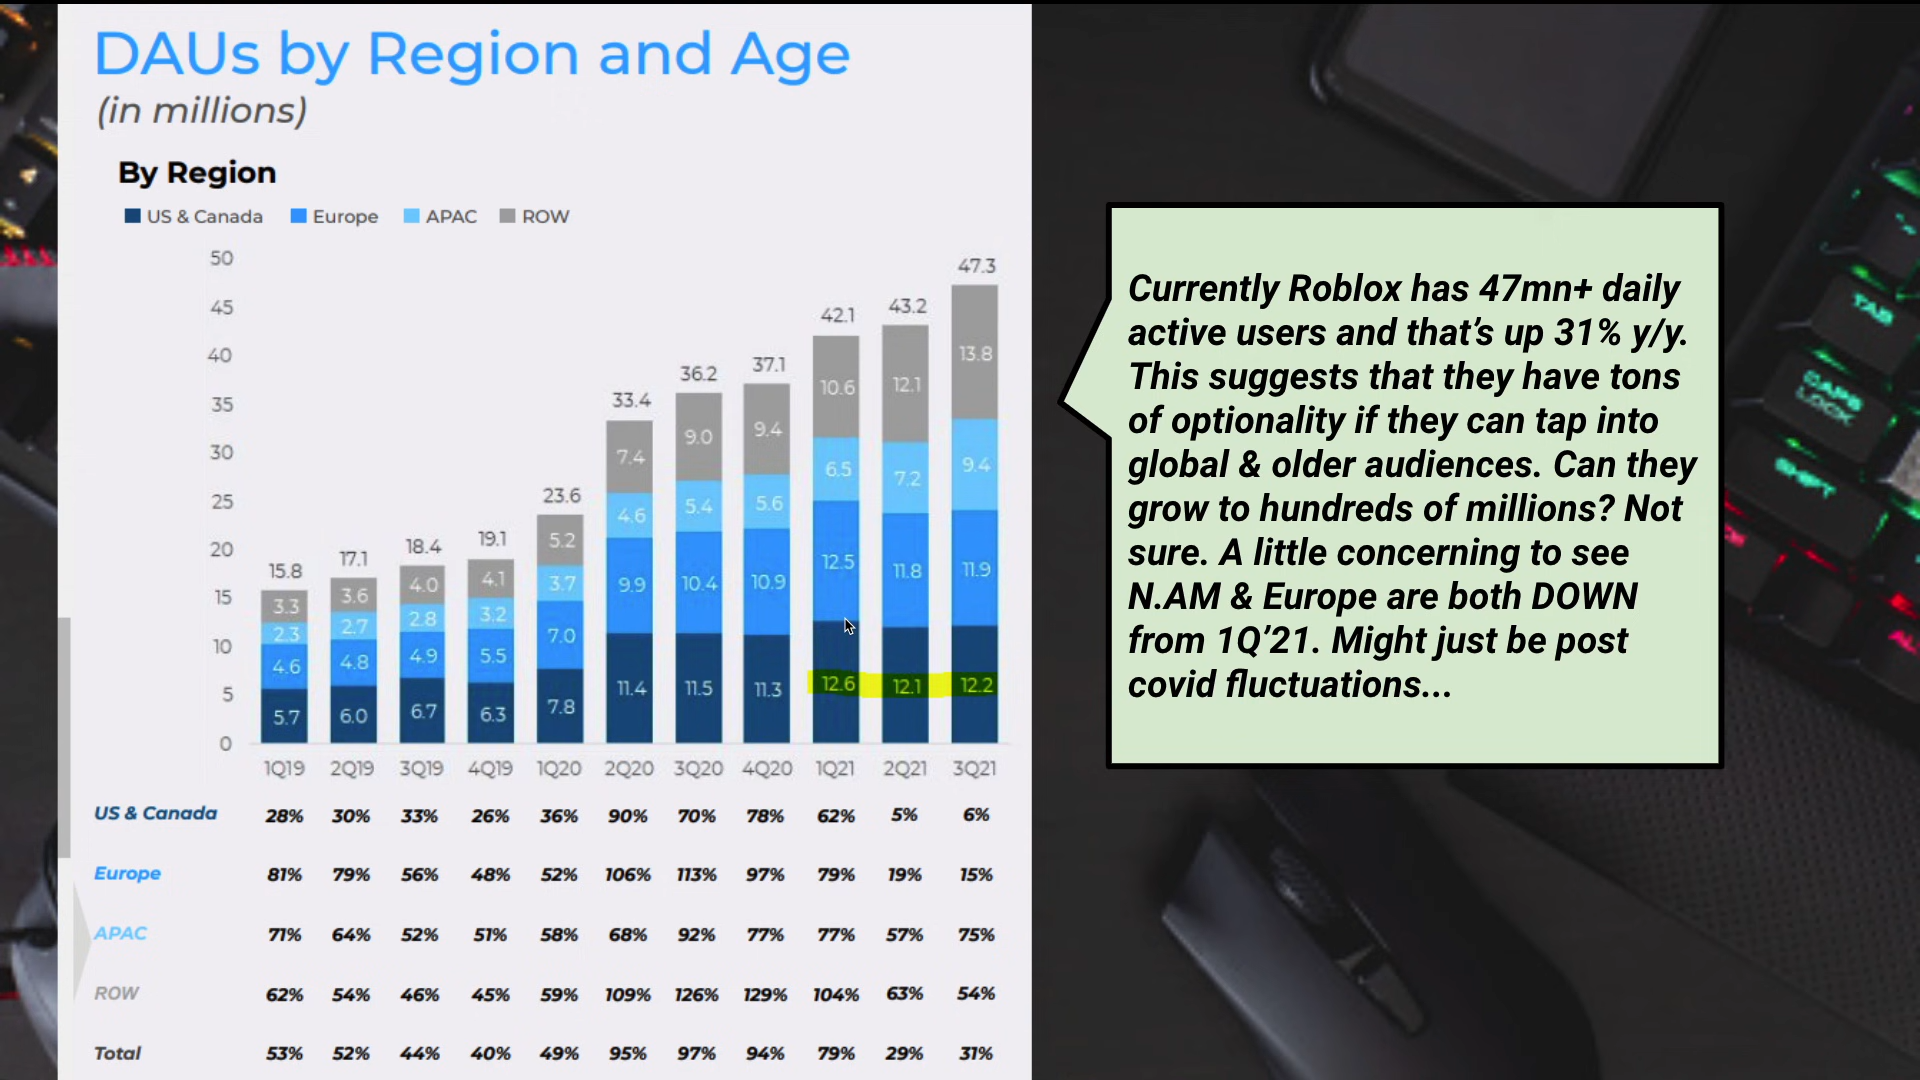 DAUs by Region and Age
(in millions)
By Region
US & Canada Europe APAC ROW
50
45
40
35
30
25
20
15
10
5
0
15.8 17.1 18.4 19.1 23.6 33.4 36.2 37.1 42.1 43.2 47.3
3.3 3.6 4.0 4.1 5.2 7.4 9.0 9.4 10.6 12.1 13.8
2.3 2.7 2.8 3.2 3.7 4.6 5.4 5.6 6.5 7.2 9.4
4.6 4.8 4.9 5.5 7.0 9.9 10.4 10.9 12.5 11.8 11.9
5.7 6.0 6.7 6.3 7.8 11.4 11.5 11.3 12.6 12.1 12.2
1Q19 2Q19 3Q19 4Q19 1Q20 2Q20 3Q20 4Q20 1Q21 2Q21 3Q21
US & Canada 28% 30% 33% 26% 36% 90% 70% 78% 62% 5% 6%
Europe 81% 79% 56% 48% 52% 106% 113% 97% 79% 19% 15%
APAC 71% 64% 52% 51% 58% 68% 92% 77% 77% 57% 75%
ROW 62% 54% 46% 45% 59% 109% 126% 129% 104% 63% 54%
Total 53% 52% 44% 40% 49% 95% 97% 94% 79% 29% 31%
Currently Roblox has 47mn+ daily
active users and that's up 31% y/y.
This suggests that they have tons
of optionality if they can tap into
global & older audiences. Can they
grow to hundreds of millions? Not
sure. A little concerning to see
N.AM & Europe are both DOWN
from 1Q'21. Might just be post
covid fluctuations...
TAB
CAPS
LOCK
SHIFT